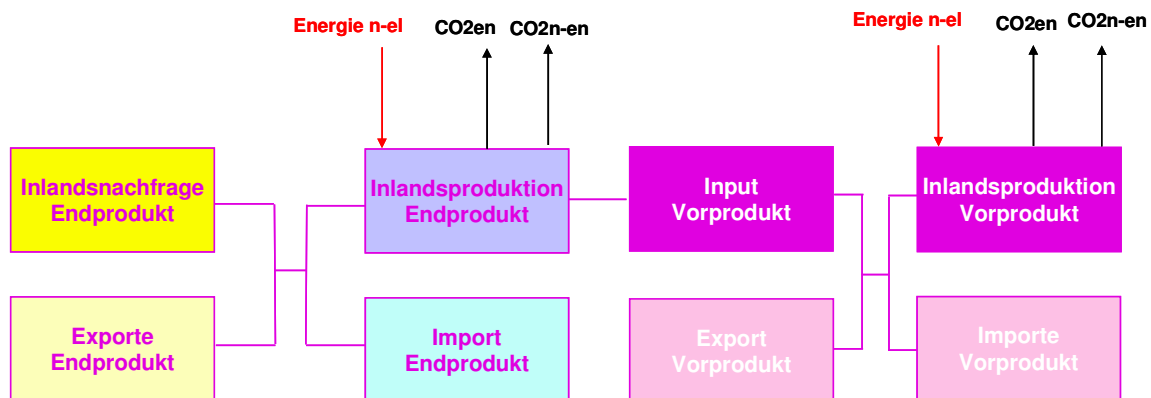 Energie n-el
CO2en
CO2n-en
Energie n-el
CO2en
CO2n-en
Inlandsnachfrage
Endprodukt
Inlandsproduktion
Endprodukt
Input
Vorprodukt
Inlandsproduktion
Vorprodukt
Exporte
Endprodukt
Import
Endprodukt
Export
Vorprodukt
Importe
Vorprodukt